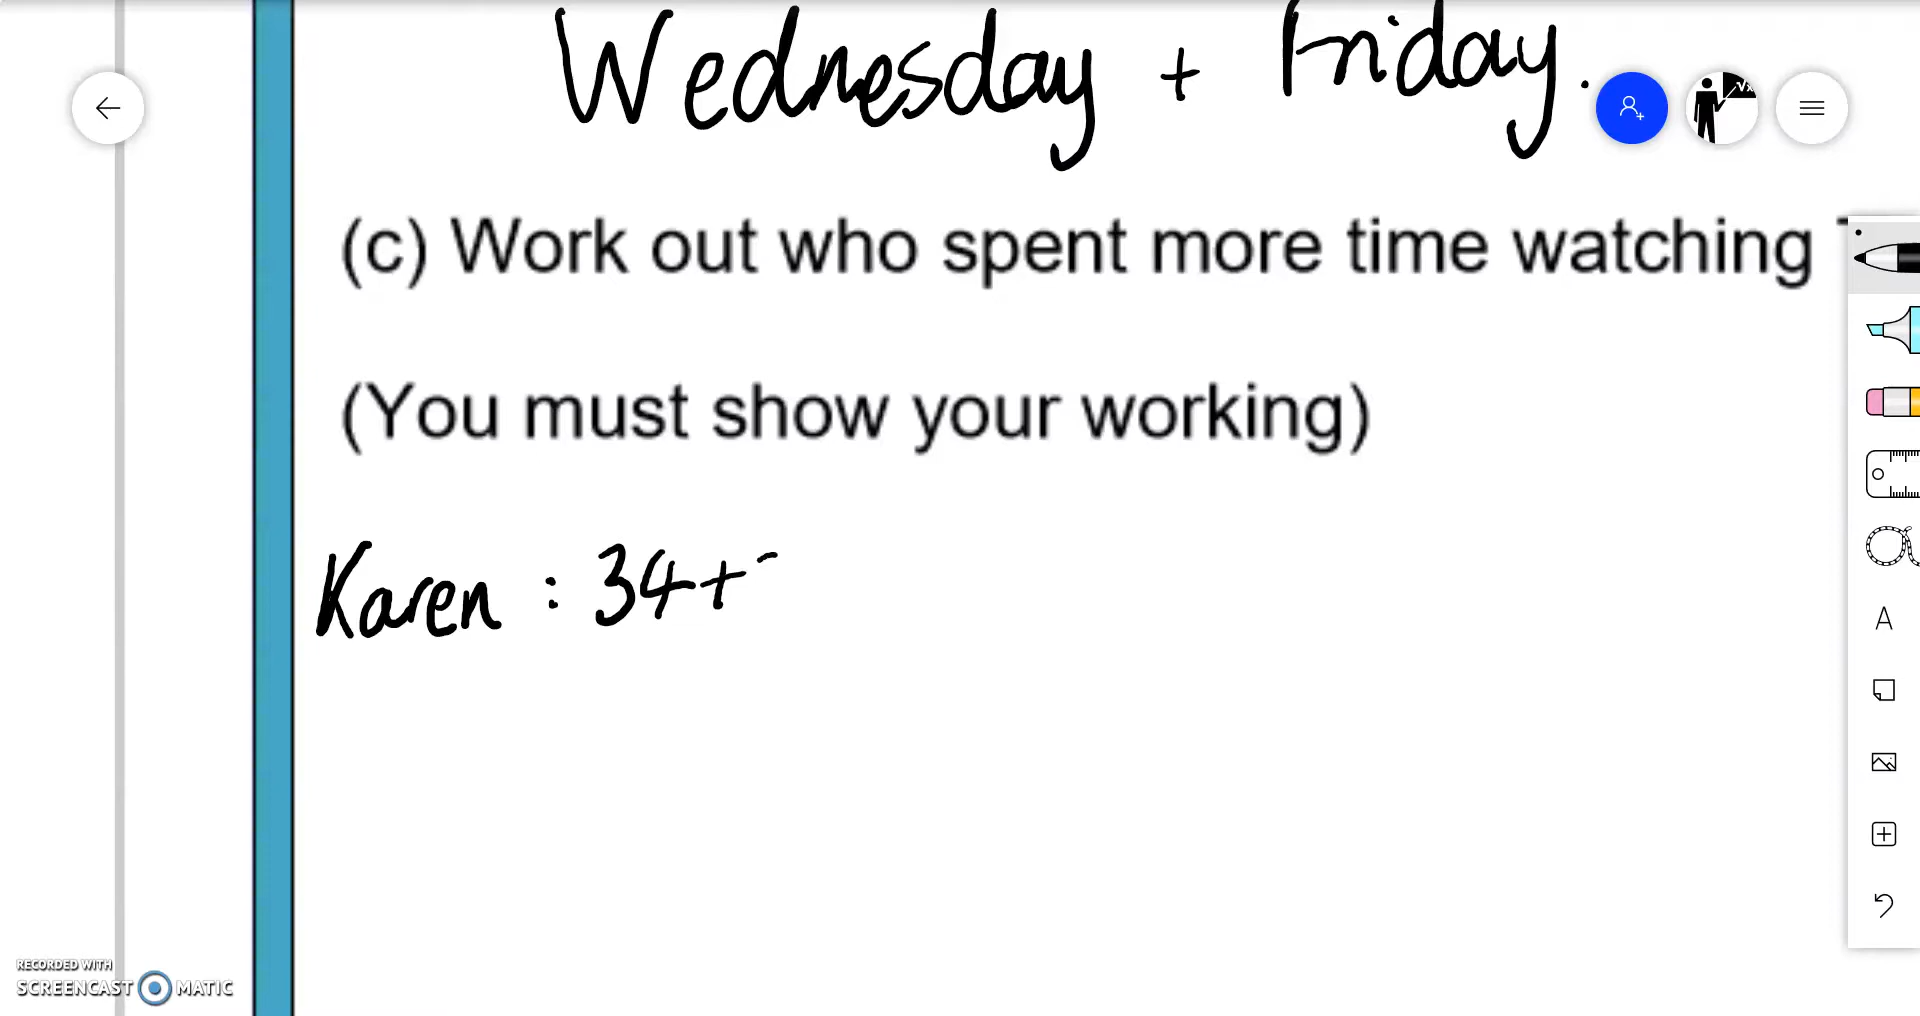 Wednesday + Friday.
(c) Work out who spent more time watching
(You must show your working)
Karen : 34+
A
RECORDED WITH
SCREENCAST MATIC